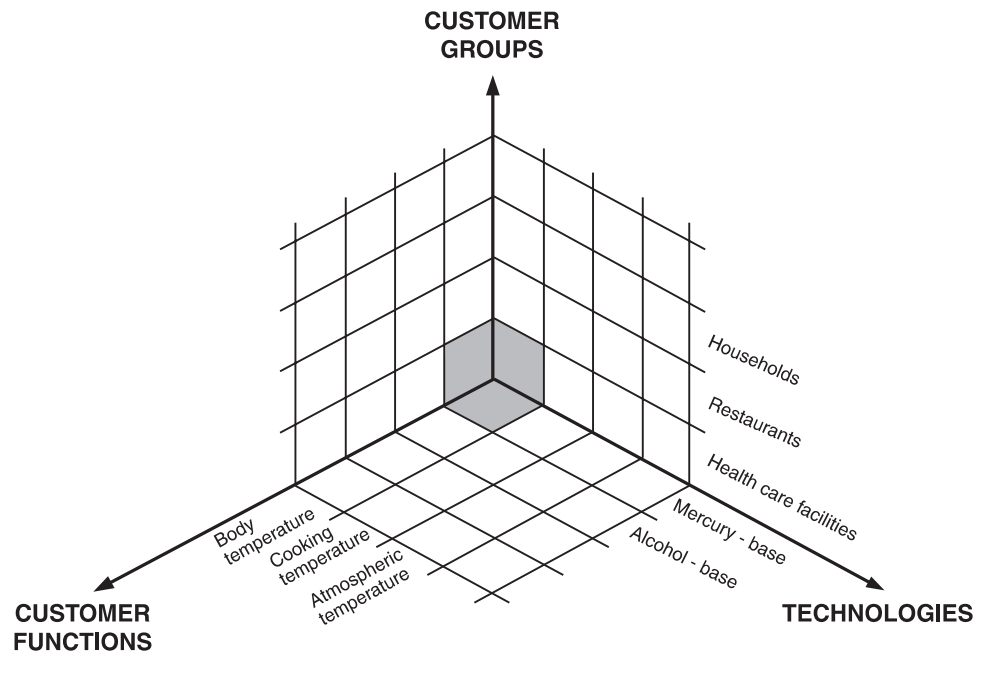 CUSTOMER
GROUPS
Households
Restaurants
Health care facilities
Mercury - base
Alcohol - base
Body
temperature
Cooking
temperature
Atmospheric
temperature
CUSTOMER
FUNCTIONS
TECHNOLOGIES